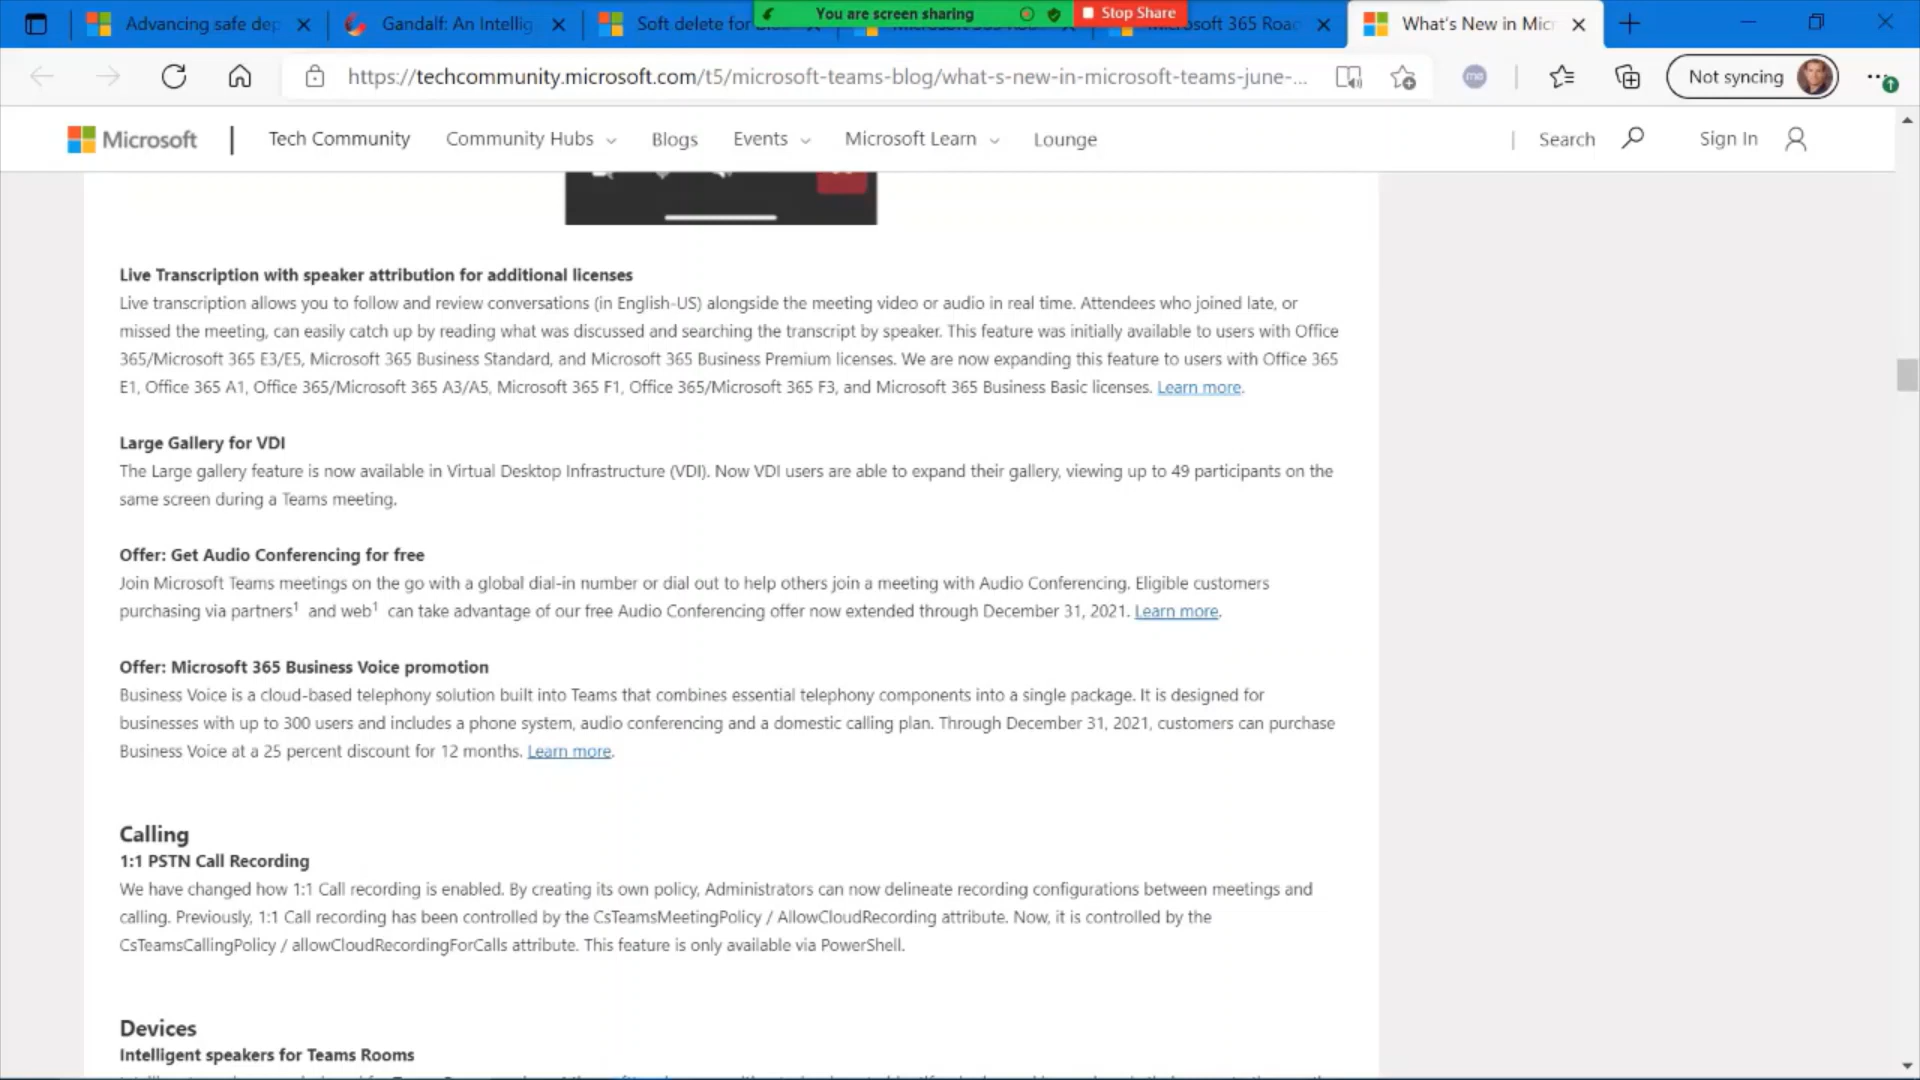 Advancing safe dep
Gandalf: An Intellig
Soft delete for
You are screen sharing
Stop Share
osoft 365 Roa
What's New in Mic
https://techcommunity.microsoft.com/t5/microsoft-teams-blog/what-s-new-in-microsoft-teams-june-...
Not syncing
Microsoft
Tech Community
Community Hubs
Blogs
Events
Microsoft Learn
Lounge
Search
Sign In
Live Transcription with speaker attribution for additional licenses
Live transcription allows you to follow and review conversations (in English-US) alongside the meeting video or audio in real time. Attendees who joined late, or
missed the meeting, can easily catch up by reading what was discussed and searching the transcript by speaker. This feature was initially available to users with Office
365/Microsoft 365 E3/E5, Microsoft 365 Business Standard, and Microsoft 365 Business Premium licenses. We are now expanding this feature to users with Office 365
E1, Office 365 A1, Office 365/Microsoft 365 A3/A5, Microsoft 365 F1, Office 365/Microsoft 365 F3, and Microsoft 365 Business Basic licenses. Learn more.
Large Gallery for VDI
The Large gallery feature is now available in Virtual Desktop Infrastructure (VDI). Now VDI users are able to expand their gallery, viewing up to 49 participants on the
same screen during a Teams meeting.
Offer: Get Audio Conferencing for free
Join Microsoft Teams meetings on the go with a global dial-in number or dial out to help others join a meeting with Audio Conferencing. Eligible customers
purchasing via partners¹ and web¹ can take advantage of our free Audio Conferencing offer now extended through December 31, 2021. Learn more.
Offer: Microsoft 365 Business Voice promotion
Business Voice is a cloud-based telephony solution built into Teams that combines essential telephony components into a single package. It is designed for
businesses with up to 300 users and includes a phone system, audio conferencing and a domestic calling plan. Through December 31, 2021, customers can purchase
Business Voice at a 25 percent discount for 12 months. Learn more.
Calling
1:1 PSTN Call Recording
We have changed how 1:1 Call recording is enabled. By creating its own policy, Administrators can now delineate recording configurations between meetings and
calling. Previously, 1:1 Call recording has been controlled by the CsTeamsMeetingPolicy / AllowCloudRecording attribute. Now, it is controlled by the
CsTeamsCallingPolicy / allowCloudRecordingForCalls attribute. This feature is only available via PowerShell.
Devices
Intelligent speakers for Teams Rooms